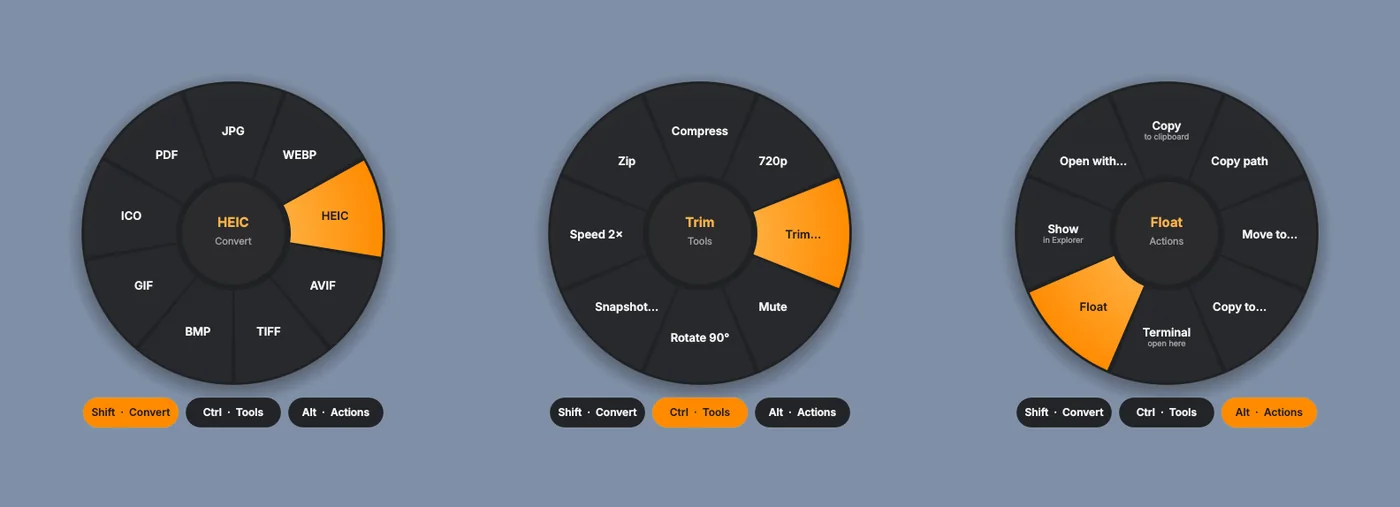 JPG
WEBP
HEIC
AVIF
TIFF
BMP
GIF
ICO
PDF
HEIC
Convert
Shift · Convert
Ctrl · Tools
Alt · Actions
Compress
720p
Trim...
Mute
Rotate 90°
Snapshot...
Speed 2×
Zip
Trim
Tools
Shift · Convert
Ctrl · Tools
Alt · Actions
Copy
to clipboard
Copy path
Move to...
Copy to...
Terminal
open here
Float
Show
in Explorer
Open with...
Float
Actions
Shift · Convert
Ctrl · Tools
Alt · Actions